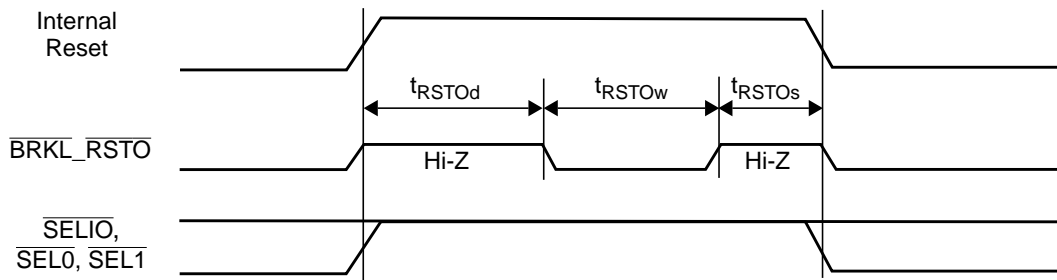 Internal
Reset
tRSTOd
tRSTOw
tRSTOs
BRKL_RSTO
Hi-Z
Hi-Z
SELIO,
SEL0, SEL1